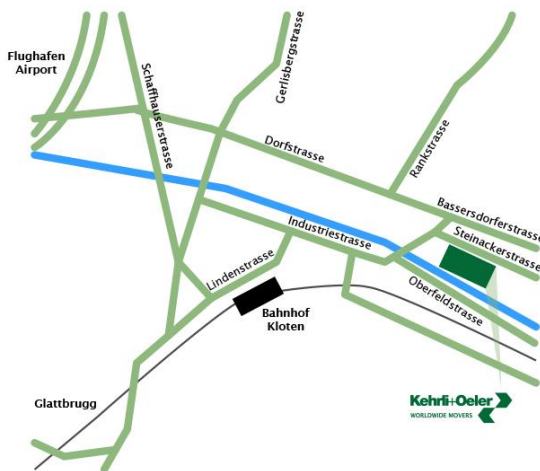 Flughafen
Airport
Schaffhauserstrasse
Gerlisbergstrasse
Dorfstrasse
Rankstrasse
Bassersdorferstrasse
Steinackerstrasse
Industriestrasse
Lindenstrasse
Oberfeldstrasse
Bahnhof
Kloten
Glattbrugg
Kehrli+Oeler
WORLDWIDE MOVERS